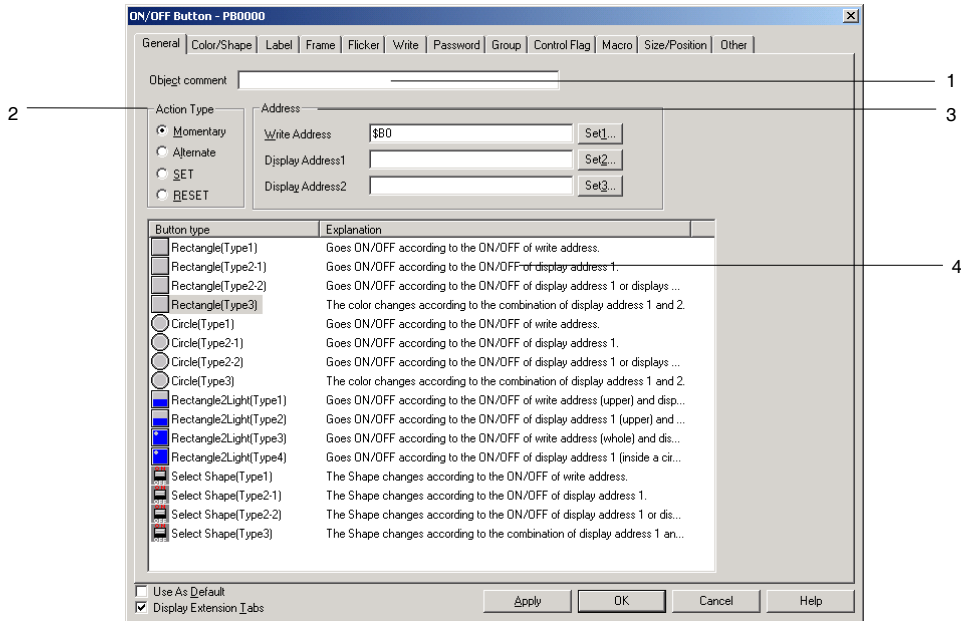 ON/OFF Button - PB0000
General Color/Shape Label Frame Flicker Write Password Group Control Flag Macro Size/Position Other
Object comment
1
2
Action Type
Momentary
Alternate
SET
RESET
Address
3
Write Address $B0 Set1...
Display Address1 Set2...
Display Address2 Set3...
Button type Explanation
Rectangle(Type1) Goes ON/OFF according to the ON/OFF of write address.
Rectangle(Type2-1) Goes ON/OFF according to the ON/OFF of display address 1.
4
Rectangle(Type2-2) Goes ON/OFF according to the ON/OFF of display address 1 or displays ...
Rectangle(Type3) The color changes according to the combination of display address 1 and 2.
Circle(Type1) Goes ON/OFF according to the ON/OFF of write address.
Circle(Type2-1) Goes ON/OFF according to the ON/OFF of display address 1.
Circle(Type2-2) Goes ON/OFF according to the ON/OFF of display address 1 or displays ...
Circle(Type3) The color changes according to the combination of display address 1 and 2.
Rectangle2Light(Type1) Goes ON/OFF according to the ON/OFF of write address (upper) and disp...
Rectangle2Light(Type2) Goes ON/OFF according to the ON/OFF of display address 1 (upper) and ...
Rectangle2Light(Type3) Goes ON/OFF according to the ON/OFF of write address (whole) and dis...
Rectangle2Light(Type4) Goes ON/OFF according to the ON/OFF of display address 1 (inside a cir...
Select Shape(Type1) The Shape changes according to the ON/OFF of write address.
Select Shape(Type2-1) The Shape changes according to the ON/OFF of display address 1.
Select Shape(Type2-2) The Shape changes according to the ON/OFF of display address 1 or dis...
Select Shape(Type3) The Shape changes according to the combination of display address 1 an...
Use As Default
Display Extension Tabs
Apply OK Cancel Help